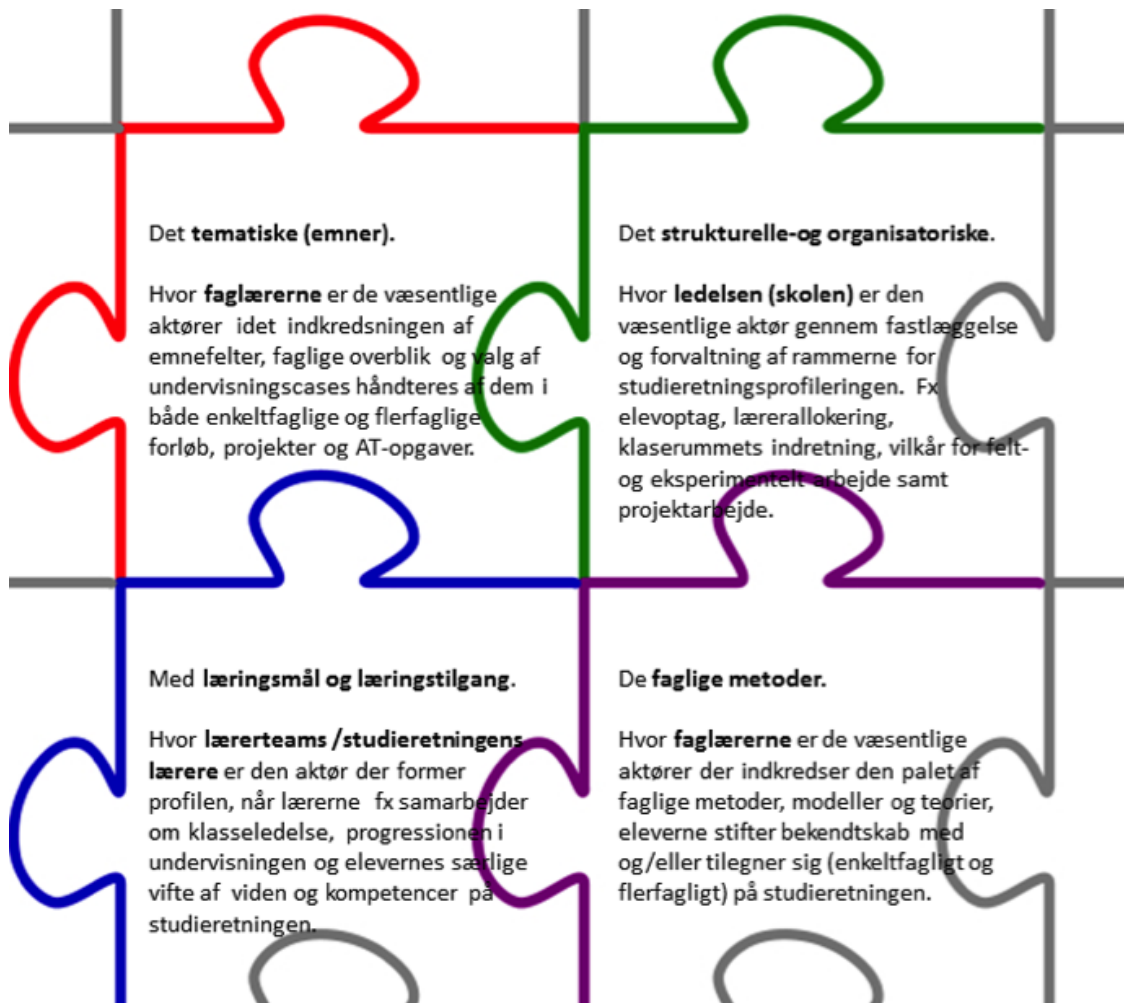 Det tematiske (emner).
Hvor faglærerne er de væsentlige
aktører idet indkredsningen af
emnefelter, faglige overblik og valg af
undervisningscases håndteres af dem i
både enkeltfaglige og flerfaglige
forløb, projekter og AT-opgaver.
Det strukturelle-og organisatoriske.
Hvor ledelsen (skolen) er den
væsentlige aktør gennem fastlæggelse
og forvaltning af rammerne for
studieretningsprofileringen. Fx
elevoptag, lærerallokering,
klaserummets indretning, vilkår for felt-
og eksperimentelt arbejde samt
projektarbejde.
Med læringsmål og læringstilgang.
Hvor lærerteams /studieretningens
lærere er den aktør der former
profilen, når lærerne fx samarbejder
om klasseledelse, progressionen i
undervisningen og elevernes særlige
vifte af viden og kompetencer på
studieretningen.
De faglige metoder.
Hvor faglærerne er de væsentlige
aktører der indkredser den palet af
faglige metoder, modeller og teorier,
eleverne stifter bekendtskab med
og/eller tilegner sig (enkeltfagligt og
flerfagligt) på studieretningen.